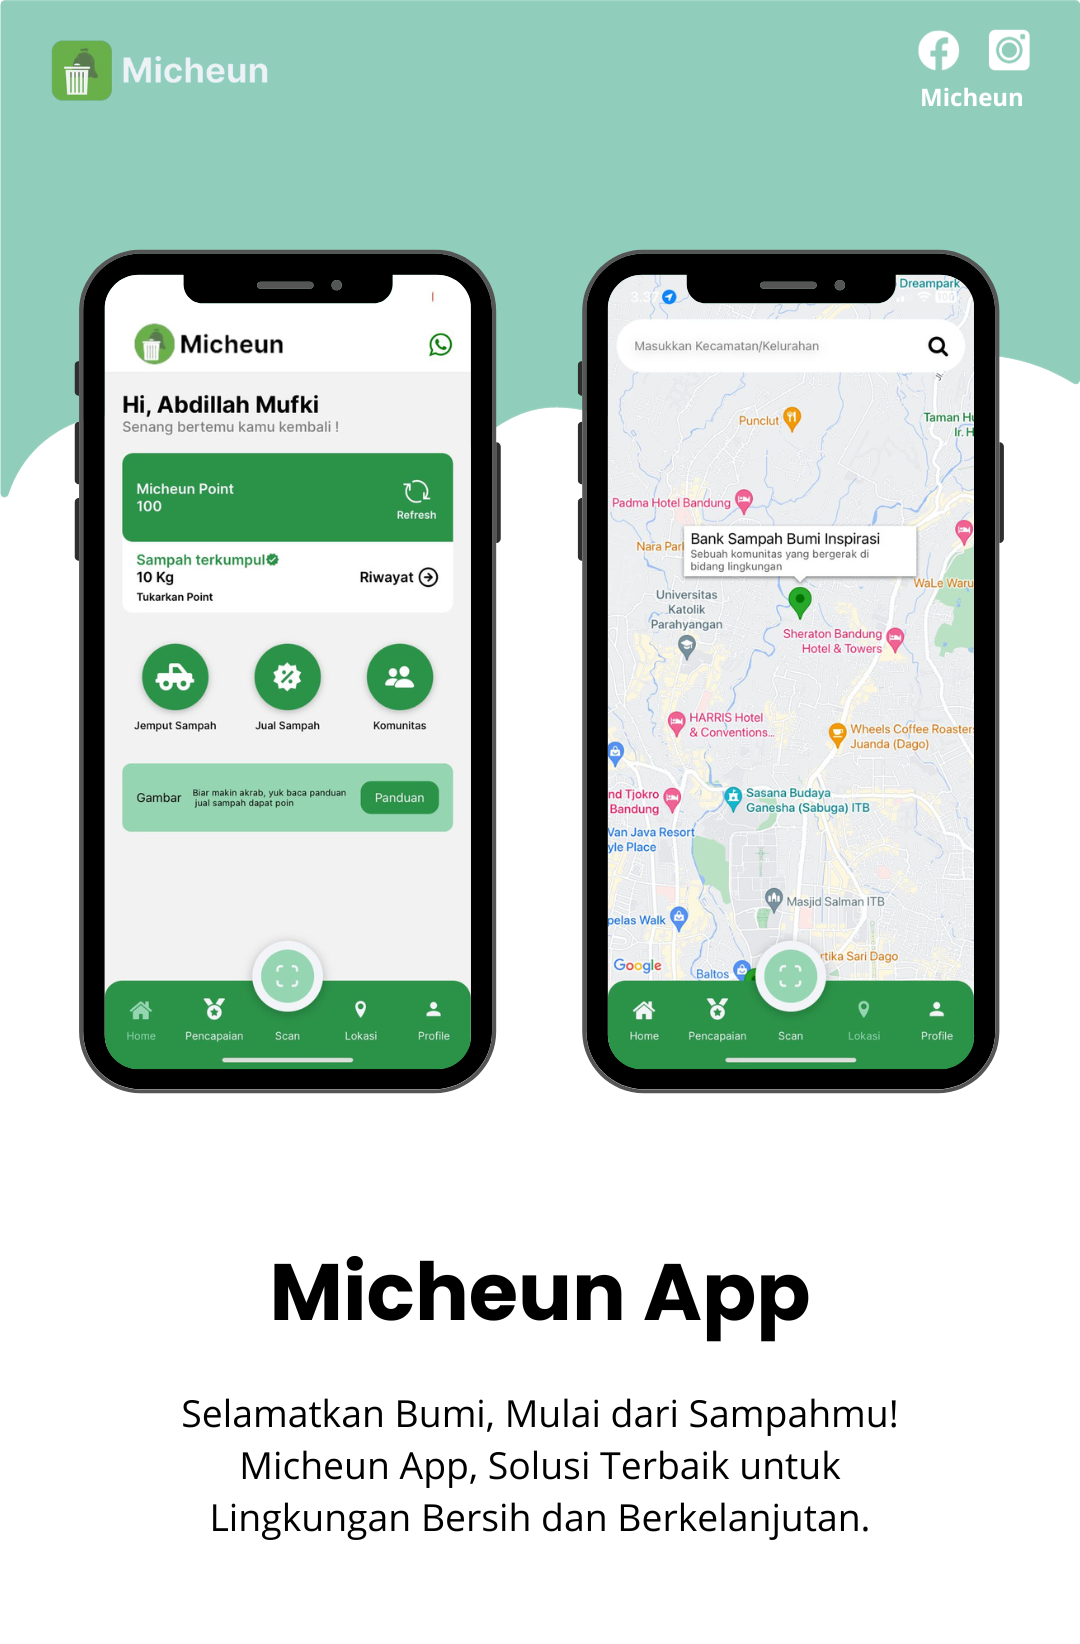 Micheun
Micheun
Micheun
Hi, Abdillah Mufki
Senang bertemu kamu kembali !
Micheun Point
100
Refresh
Sampah terkumpul
10 Kg
Riwayat
Tukarkan Point
Jemput Sampah
Jual Sampah
Komunitas
Gambar
Biar makin akrab, yuk baca panduan
jual sampah dapat poin
Panduan
Home
Pencapaian
Scan
Lokasi
Profile
Dreampark
Masukkan Kecamatan/Kelurahan
Punclut
Taman Hu
Ir. H
Padma Hotel Bandung
Nara Par
Bank Sampah Bumi Inspirasi
Sebuah komunitas yang bergerak di
bidang lingkungan
WaLe Waru
Universitas
Katolik
Parahyangan
Sheraton Bandung
Hotel & Towers
HARRIS Hotel
& Conventions...
Wheels Coffee Roasters
Juanda (Dago)
nd Tjokro
Bandung
Sasana Budaya
Ganesha (Sabuga) ITB
Van Java Resort
yle Place
Masjid Salman ITB
pelas Walk
rtika Sari Dago
Google
Baltos
Home
Pencapaian
Scan
Lokasi
Profile
Micheun App
Selamatkan Bumi, Mulai dari Sampahmu!
Micheun App, Solusi Terbaik untuk
Lingkungan Bersih dan Berkelanjutan.